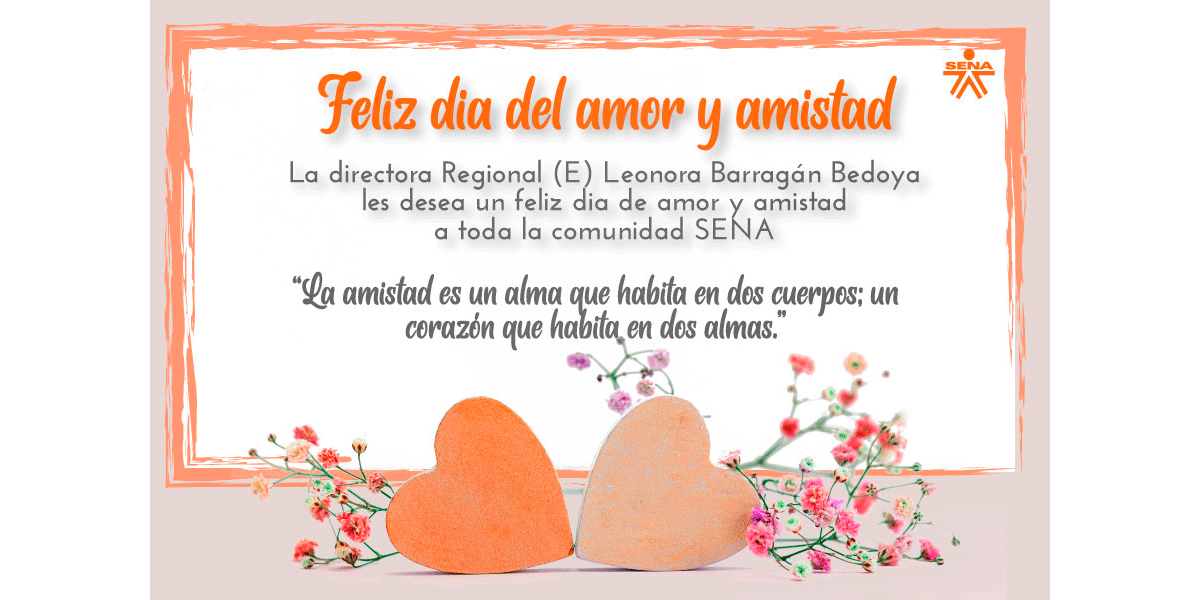 SENA
Feliz dia del amor y amistad
La directora Regional (E) Leonora Barragán Bedoya
les desea un feliz dia de amor y amistad
a toda la comunidad SENA
“La amistad es un alma que habita en dos cuerpos; un
corazón que habita en dos almas.”